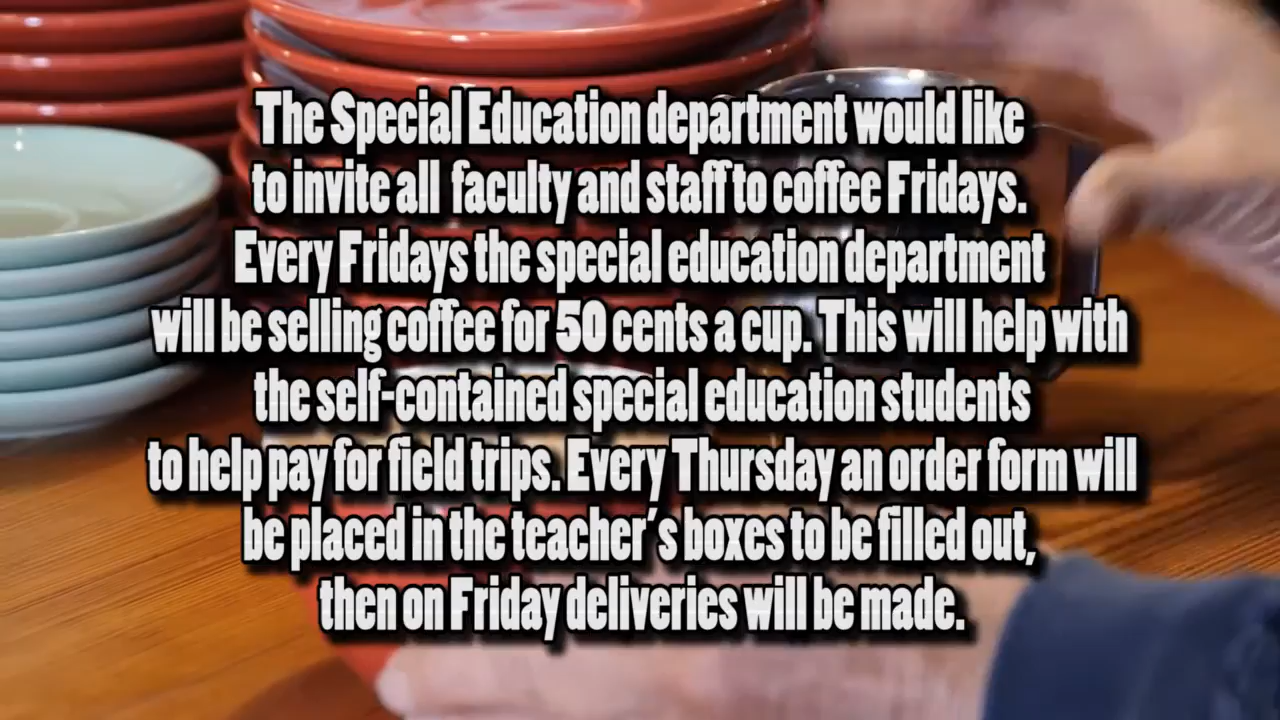 The Special Education department would like
to invite all faculty and staff to coffee Fridays.
Every Fridays the special education department
will be selling coffee for 50 cents a cup. This will help with
the self-contained special education students
to help pay for field trips. Every Thursday an order form will
be placed in the teacher's boxes to be filled out,
then on Friday deliveries will be made.